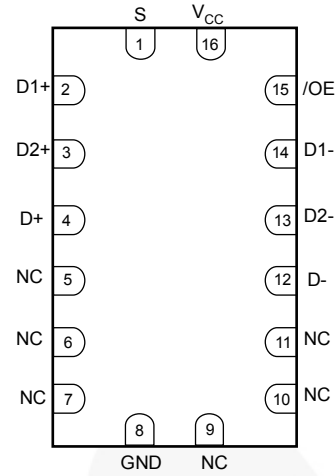 S V_CC
1 16
D1+ 2 15 /OE
D2+ 3 14 D1-
D+ 4 13 D2-
NC 5 12 D-
NC 6 11 NC
NC 7 10 NC
8 9
GND NC